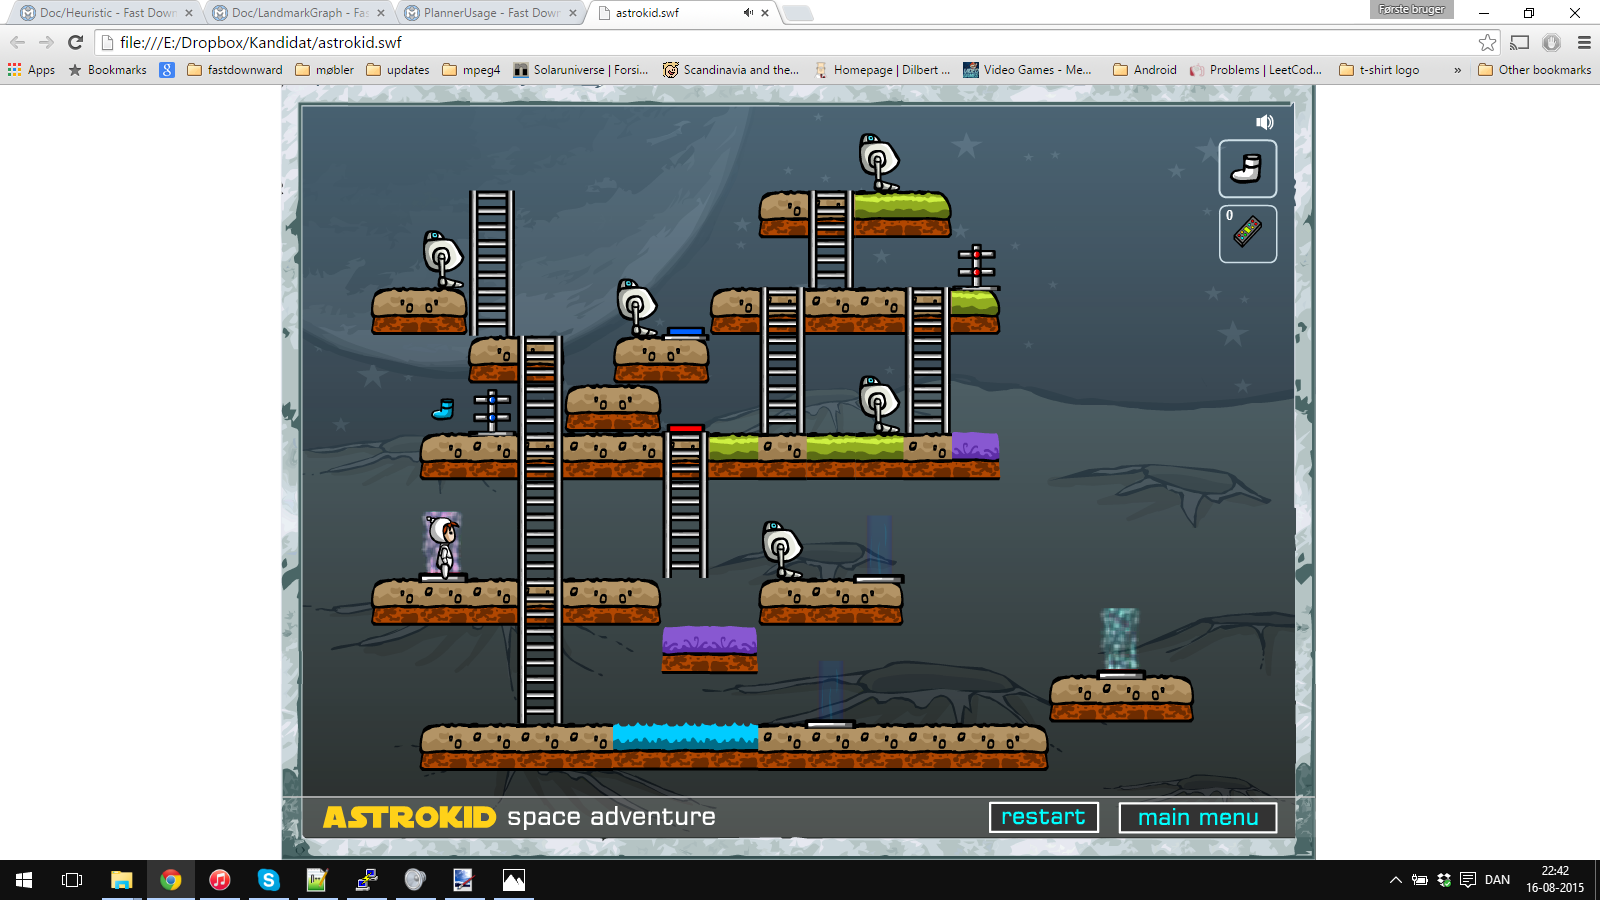 Doc/Heuristic - Fast Down
Doc/LandmarkGraph - Fas
PlannerUsage - Fast Down
astrokid.swf
Første bruger
file:///E:/Dropbox/Kandidat/astrokid.swf
Apps
Bookmarks
fastdownward
møbler
updates
mpeg4
Solaruniverse | Forsi...
Scandinavia and the...
Homepage | Dilbert ...
Video Games - Me...
Android
Problems | LeetCod...
t-shirt logo
»
Other bookmarks
0
ASTROKID space adventure
restart
main menu
DAN
22:42
16-08-2015